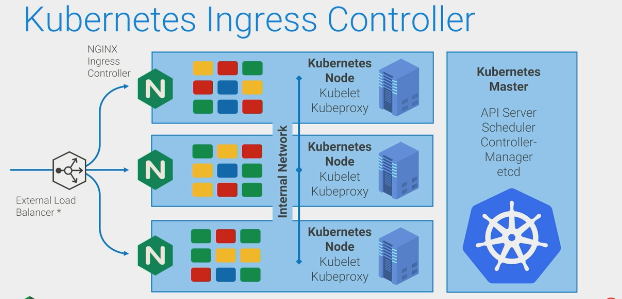 Kubernetes Ingress Controller
NGINX
Ingress
Controller
External Load
Balancer *
N
N
N
Internal Network
Kubernetes
Node
Kubelet
Kubeproxy
Kubernetes
Node
Kubelet
Kubeproxy
Kubernetes
Node
Kubelet
Kubeproxy
Kubernetes
Master
API Server
Scheduler
Controller-
Manager
etcd